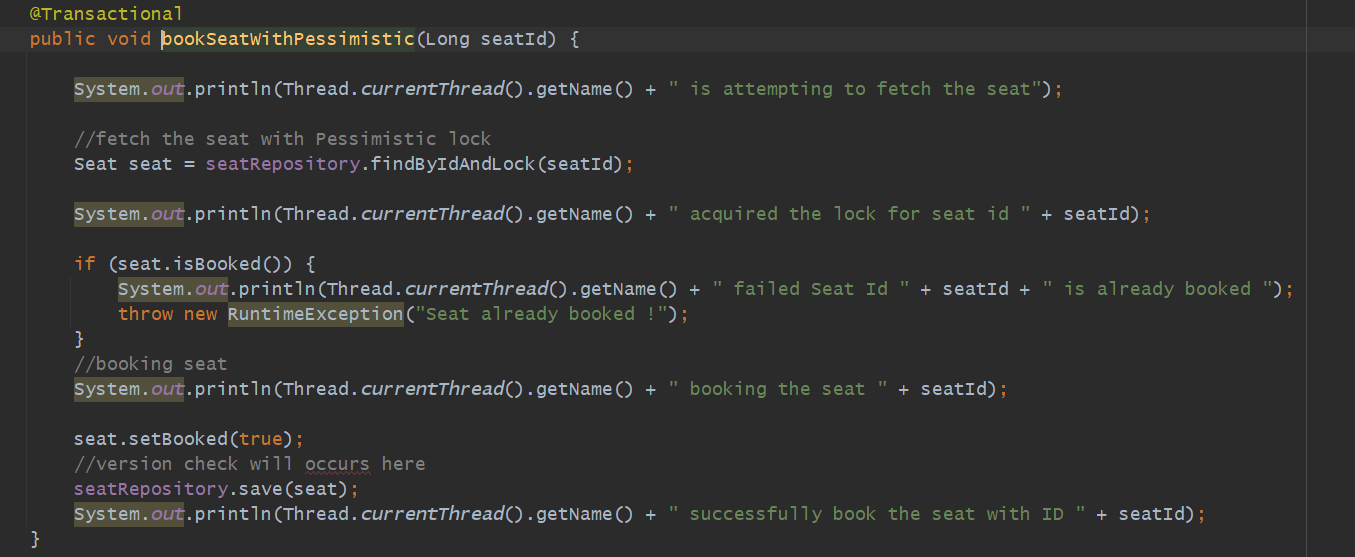 @Transactional
public void bookSeatWithPessimistic(Long seatId) {
System.out.println(Thread.currentThread().getName() + " is attempting to fetch the seat");
//fetch the seat with Pessimistic lock
Seat seat = seatRepository.findByIdAndLock(seatId);
System.out.println(Thread.currentThread().getName() + " acquired the lock for seat id " + seatId);
if (seat.isBooked()) {
System.out.println(Thread.currentThread().getName() + " failed Seat Id " + seatId + " is already booked ");
throw new RuntimeException("Seat already booked !");
}
//booking seat
System.out.println(Thread.currentThread().getName() + " booking the seat " + seatId);
seat.setBooked(true);
//version check will occurs here
seatRepository.save(seat);
System.out.println(Thread.currentThread().getName() + " successfully book the seat with ID " + seatId);
}